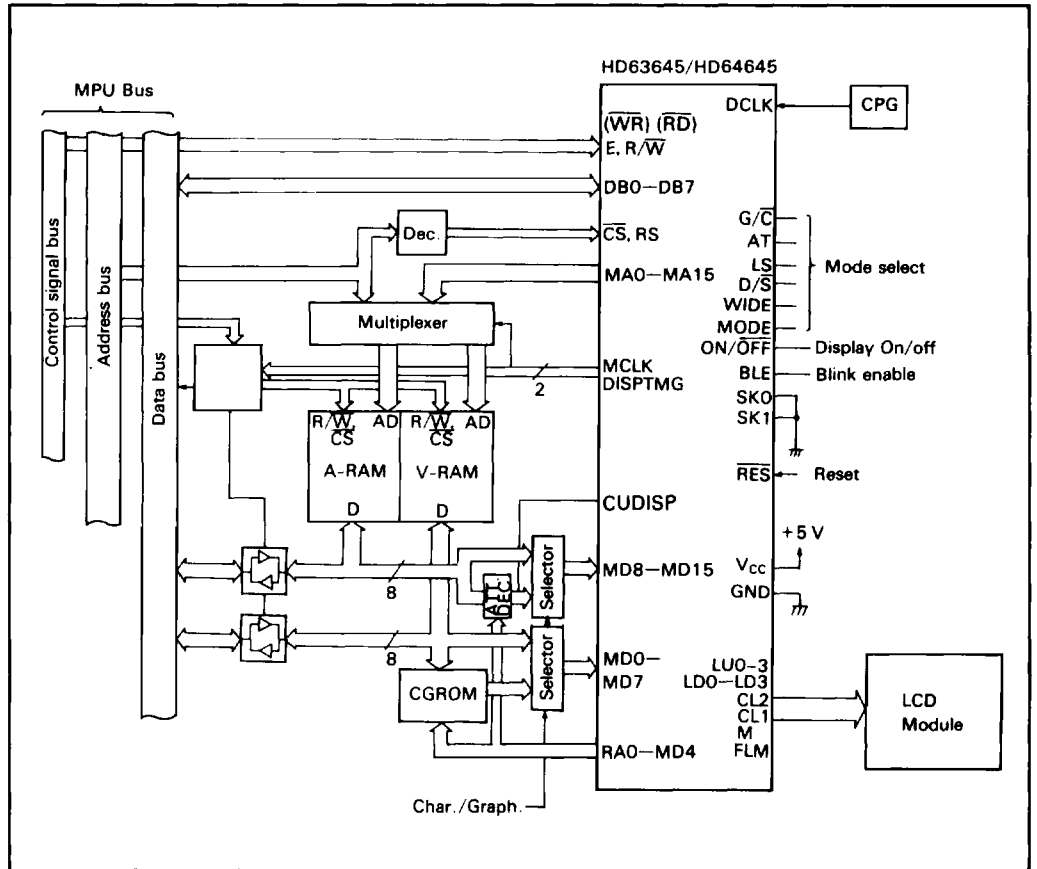 HD63645/HD64645
MPU Bus
DCLK
CPG
(WR) (RD)
E, R/W
DB0—DB7
Control signal bus
Address bus
Data bus
Dec.
CS, RS
MA0—MA15
Multiplexer
MCLK
DISPTMG
2
G/C
AT
LS
D/S
WIDE
MODE
Mode select
ON/OFF
Display On/off
BLE
Blink enable
SK0
SK1
RES
Reset
R/W,
CS
AD
R/W,
CS
AD
A-RAM
V-RAM
D
D
CUDISP
+5 V
VCC
GND
8
ATT
DEC.
Selector
MD8—MD15
8
Selector
MD0—
MD7
CGROM
RA0—MD4
Char./Graph.
LU0-3
LD0—LD3
CL2
CL1
M
FLM
LCD
Module